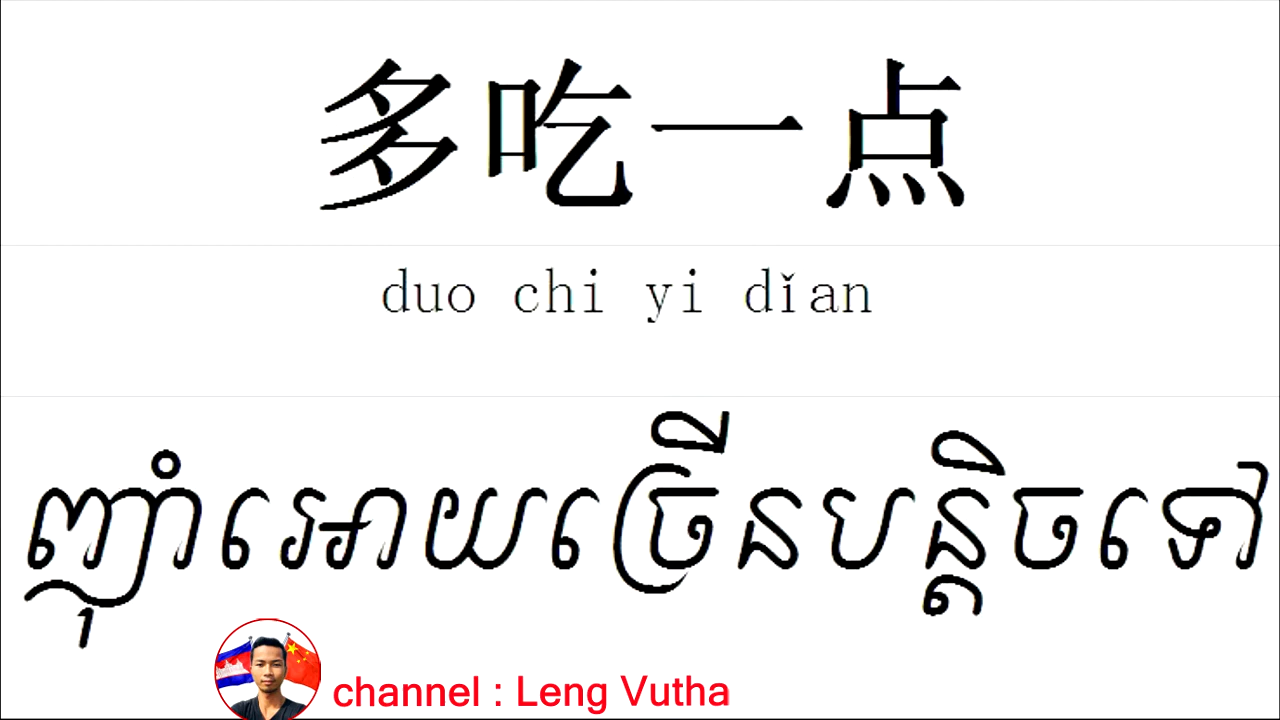 多吃一点
duo chi yi dǐan
ញ៉ាំអោយច្រើនបន្តិចទៅ
channel : Leng Vutha